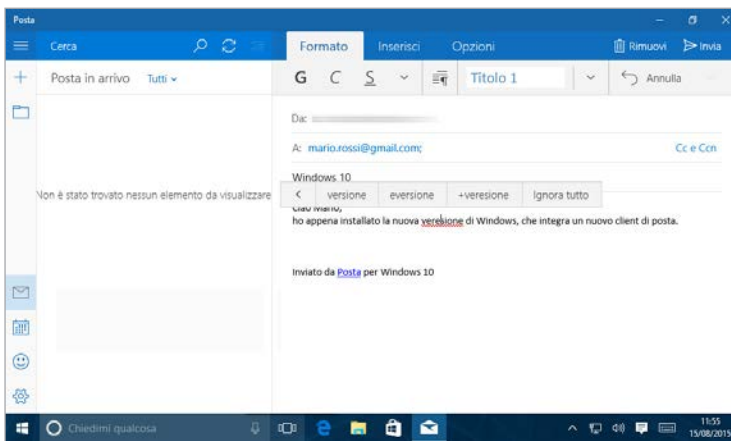 Posta
Cerca
Formato Inserisci Opzioni Rimuovi Invia
Posta in arrivo Tutti
G C S Titolo 1 Annulla
Da:
A: mario.rossi@gmail.com; Cc e Ccn
Windows 10
Non è stato trovato nessun elemento da visualizzare
versione eversione +veresione Ignora tutto
Ciao Mario,
ho appena installato la nuova veresione di Windows, che integra un nuovo client di posta.
Inviato da Posta per Windows 10
Chiedimi qualcosa
11:55
15/08/2015